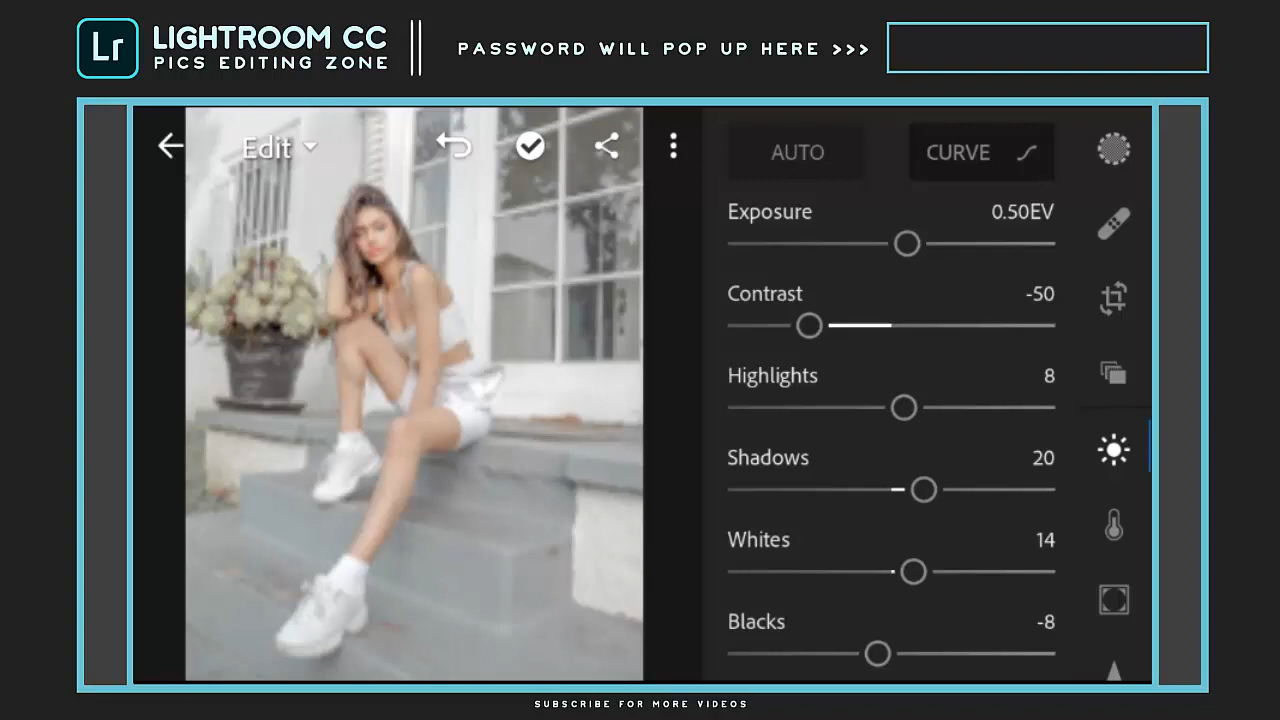 Lr
LIGHTROOM CC
PICS EDITING ZONE
PASSWORD WILL POP UP HERE >>>
Edit
AUTO
CURVE
Exposure 0.50EV
Contrast -50
Highlights 8
Shadows 20
Whites 14
Blacks -8
SUBSCRIBE FOR MORE VIDEOS